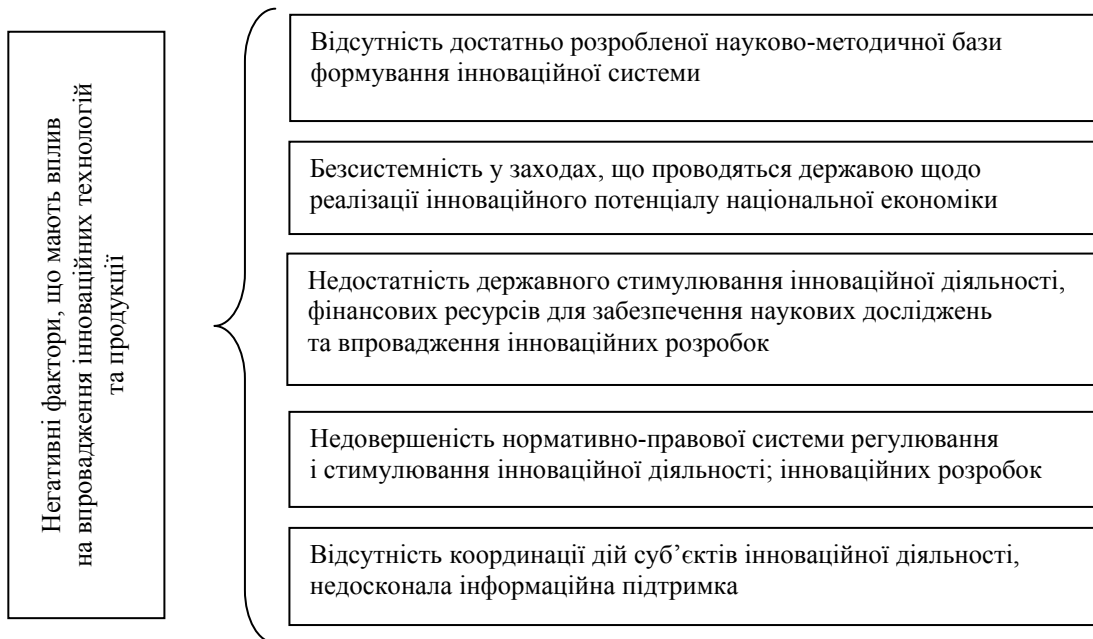 Негативні фактори, що мають вплив
на впровадження інноваційних технологій
та продукції
Відсутність достатньо розробленої науково-методичної бази
формування інноваційної системи
Безсистемність у заходах, що проводяться державою щодо
реалізації інноваційного потенціалу національної економіки
Недостатність державного стимулювання інноваційної діяльності,
фінансових ресурсів для забезпечення наукових досліджень
та впровадження інноваційних розробок
Недовершеність нормативно-правової системи регулювання
і стимулювання інноваційної діяльності; інноваційних розробок
Відсутність координації дій суб’єктів інноваційної діяльності,
недосконала інформаційна підтримка